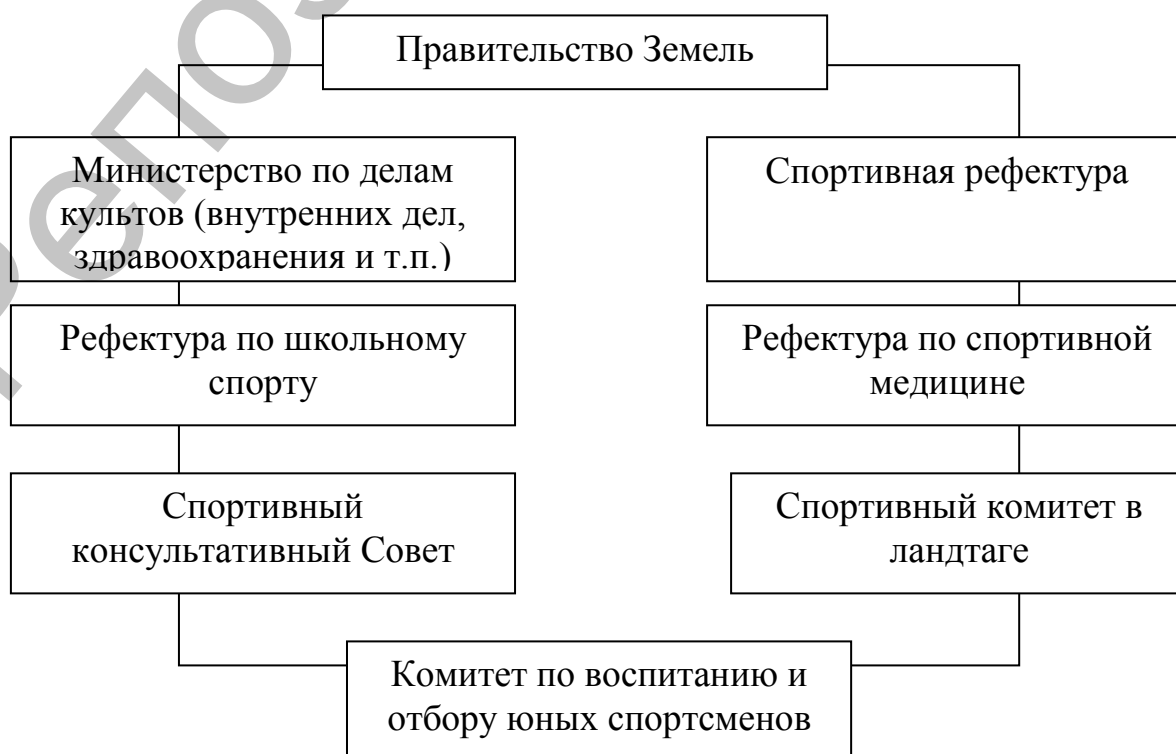 Правительство Земель
Министерство по делам
культов (внутренних дел,
здравоохранения и т.п.)
Спортивная рефектура
Рефектура по школьному
спорту
Рефектура по спортивной
медицине
Спортивный
консультативный Совет
Спортивный комитет в
ландтаге
Комитет по воспитанию и
отбору юных спортсменов